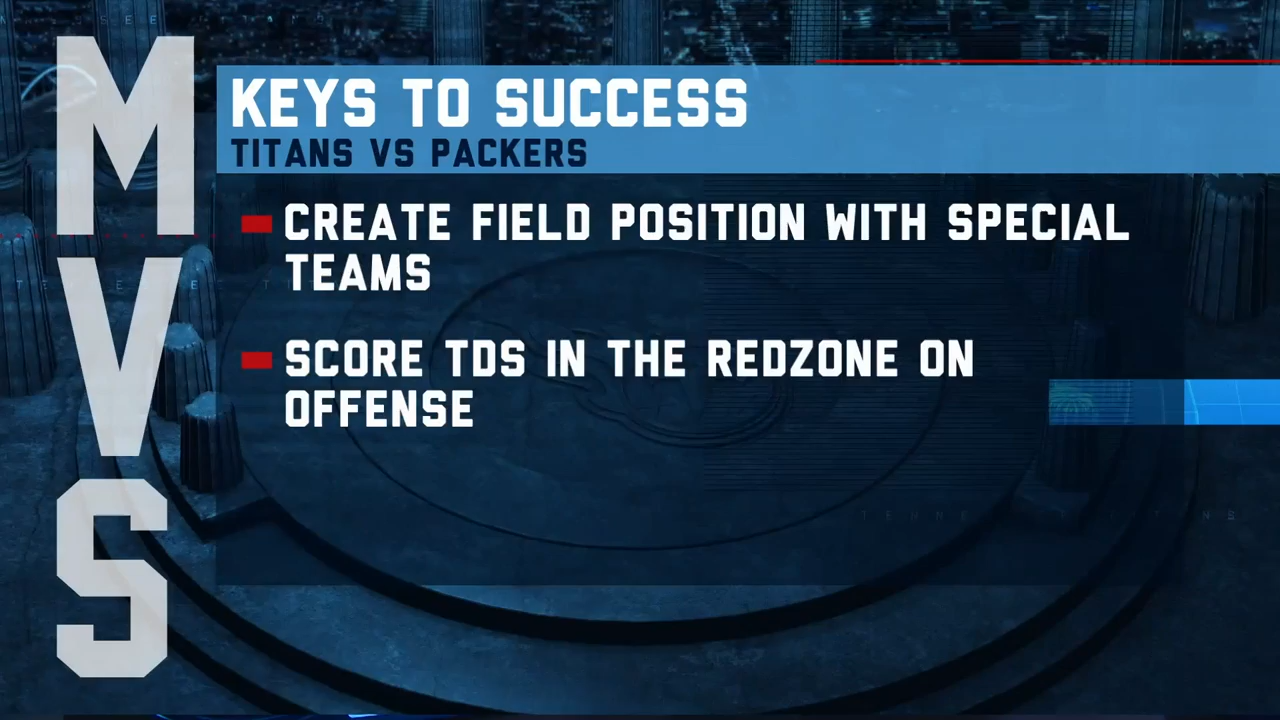 MVS
KEYS TO SUCCESS
TITANS VS PACKERS
CREATE FIELD POSITION WITH SPECIAL
TEAMS
SCORE TDS IN THE REDZONE ON
OFFENSE